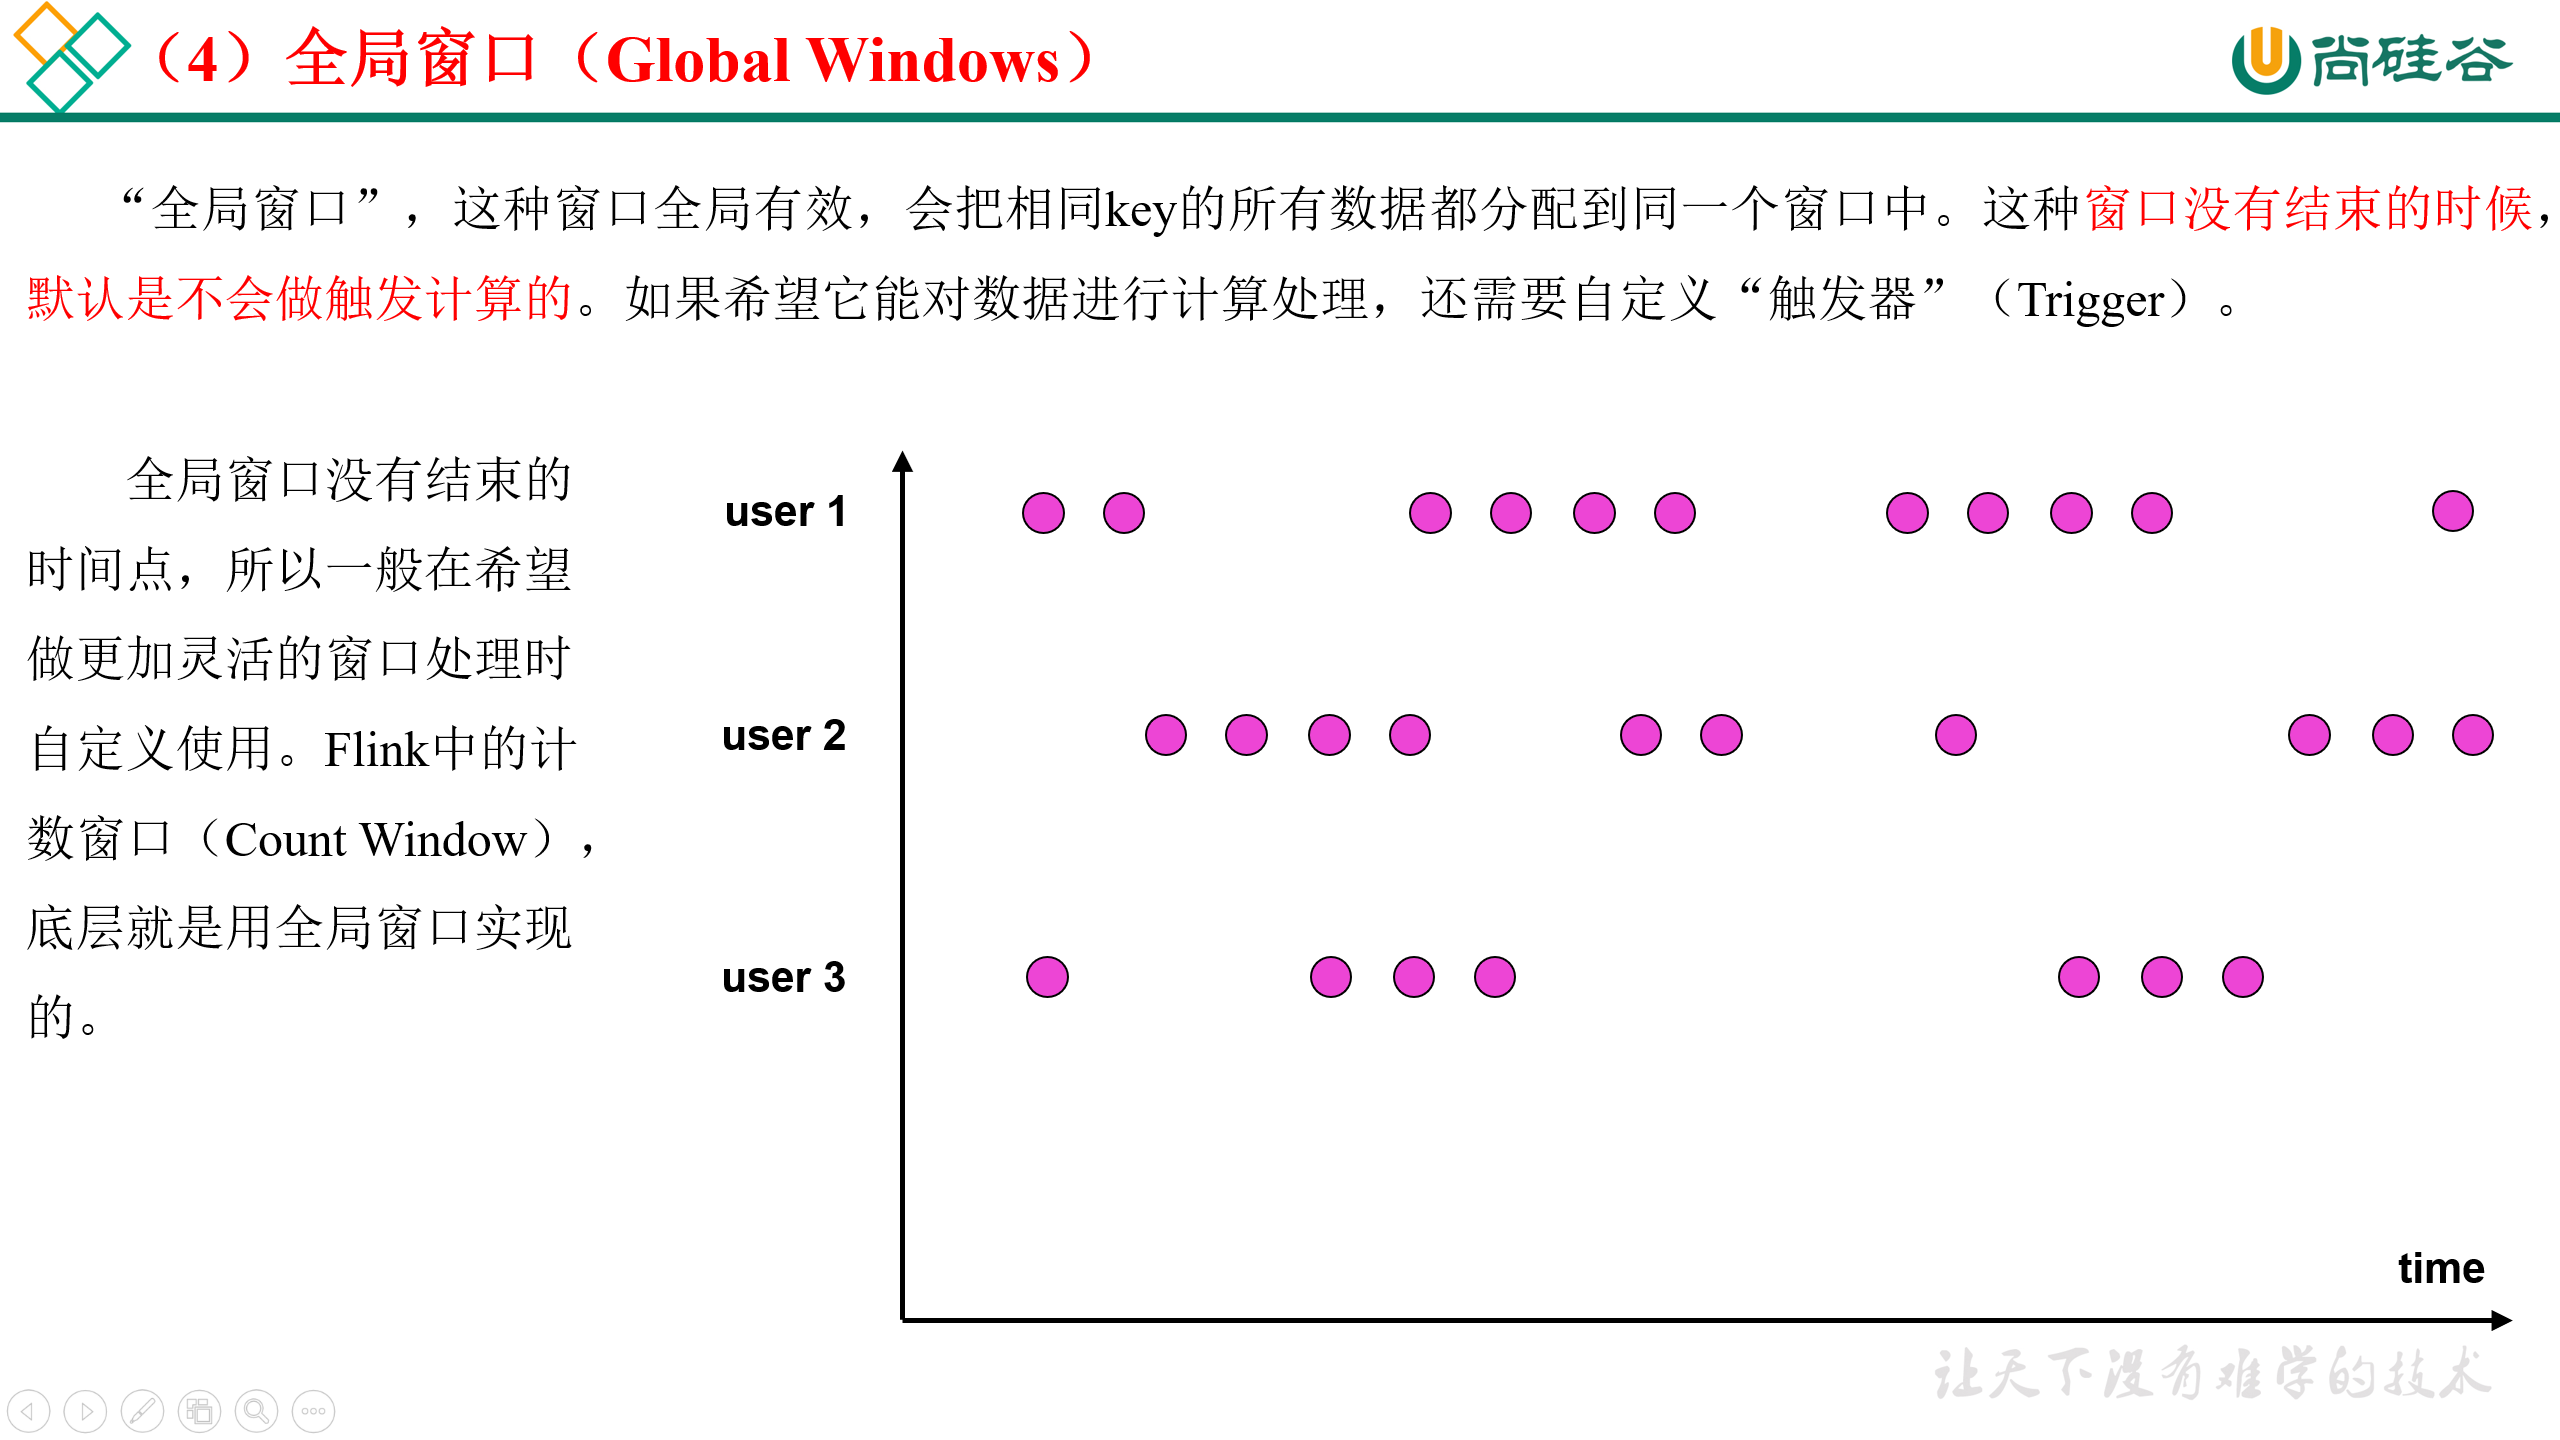 （4）全局窗口（Global Windows）
尚硅谷
“全局窗口”，这种窗口全局有效，会把相同key的所有数据都分配到同一个窗口中。这种窗口没有结束的时候，
默认是不会做触发计算的。如果希望它能对数据进行计算处理，还需要自定义“触发器”（Trigger）。
全局窗口没有结束的
时间点，所以一般在希望
做更加灵活的窗口处理时
自定义使用。Flink中的计
数窗口（Count Window），
底层就是用全局窗口实现
的。
user 1
user 2
user 3
time
让天下没有难学的技术